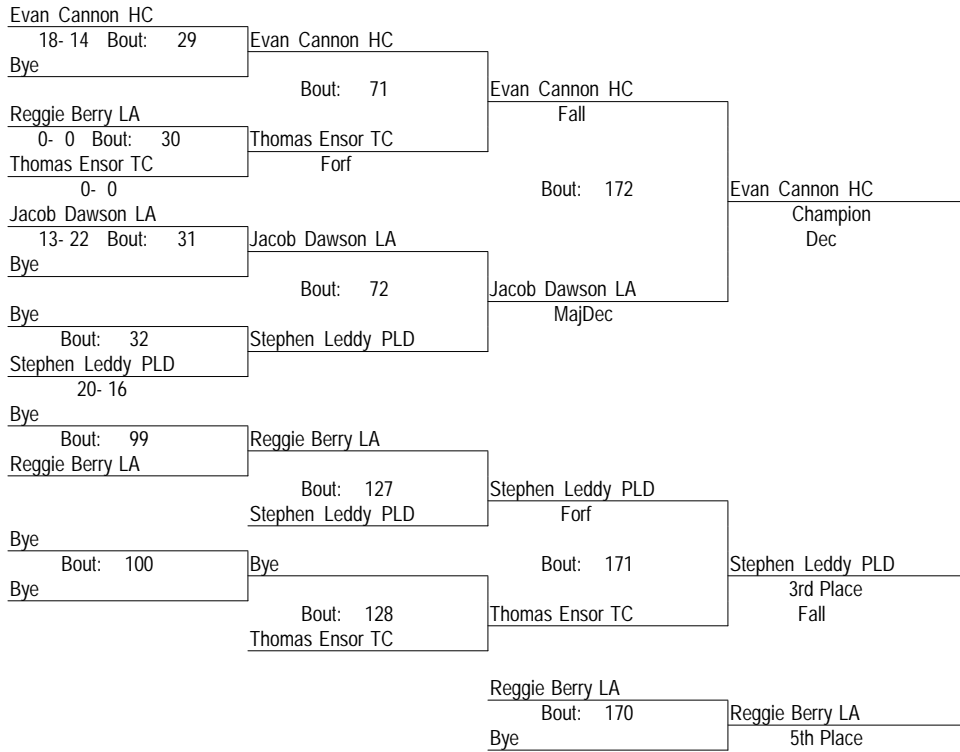 Evan Cannon HC
18- 14 Bout: 29
Evan Cannon HC
Bye
Bout: 71
Evan Cannon HC
Reggie Berry LA
Fall
0- 0 Bout: 30
Thomas Ensor TC
Thomas Ensor TC
Forf
0- 0
Bout: 172
Evan Cannon HC
Jacob Dawson LA
Champion
13- 22 Bout: 31
Jacob Dawson LA
Dec
Bye
Bout: 72
Jacob Dawson LA
Bye
MajDec
Bout: 32
Stephen Leddy PLD
Stephen Leddy PLD
20- 16
Bye
Bout: 99
Reggie Berry LA
Reggie Berry LA
Bout: 127
Stephen Leddy PLD
Stephen Leddy PLD
Forf
Bye
Bout: 100
Bye
Bout: 171
Stephen Leddy PLD
Bye
3rd Place
Bout: 128
Thomas Ensor TC
Fall
Thomas Ensor TC
Reggie Berry LA
Bout: 170
Reggie Berry LA
Bye
5th Place